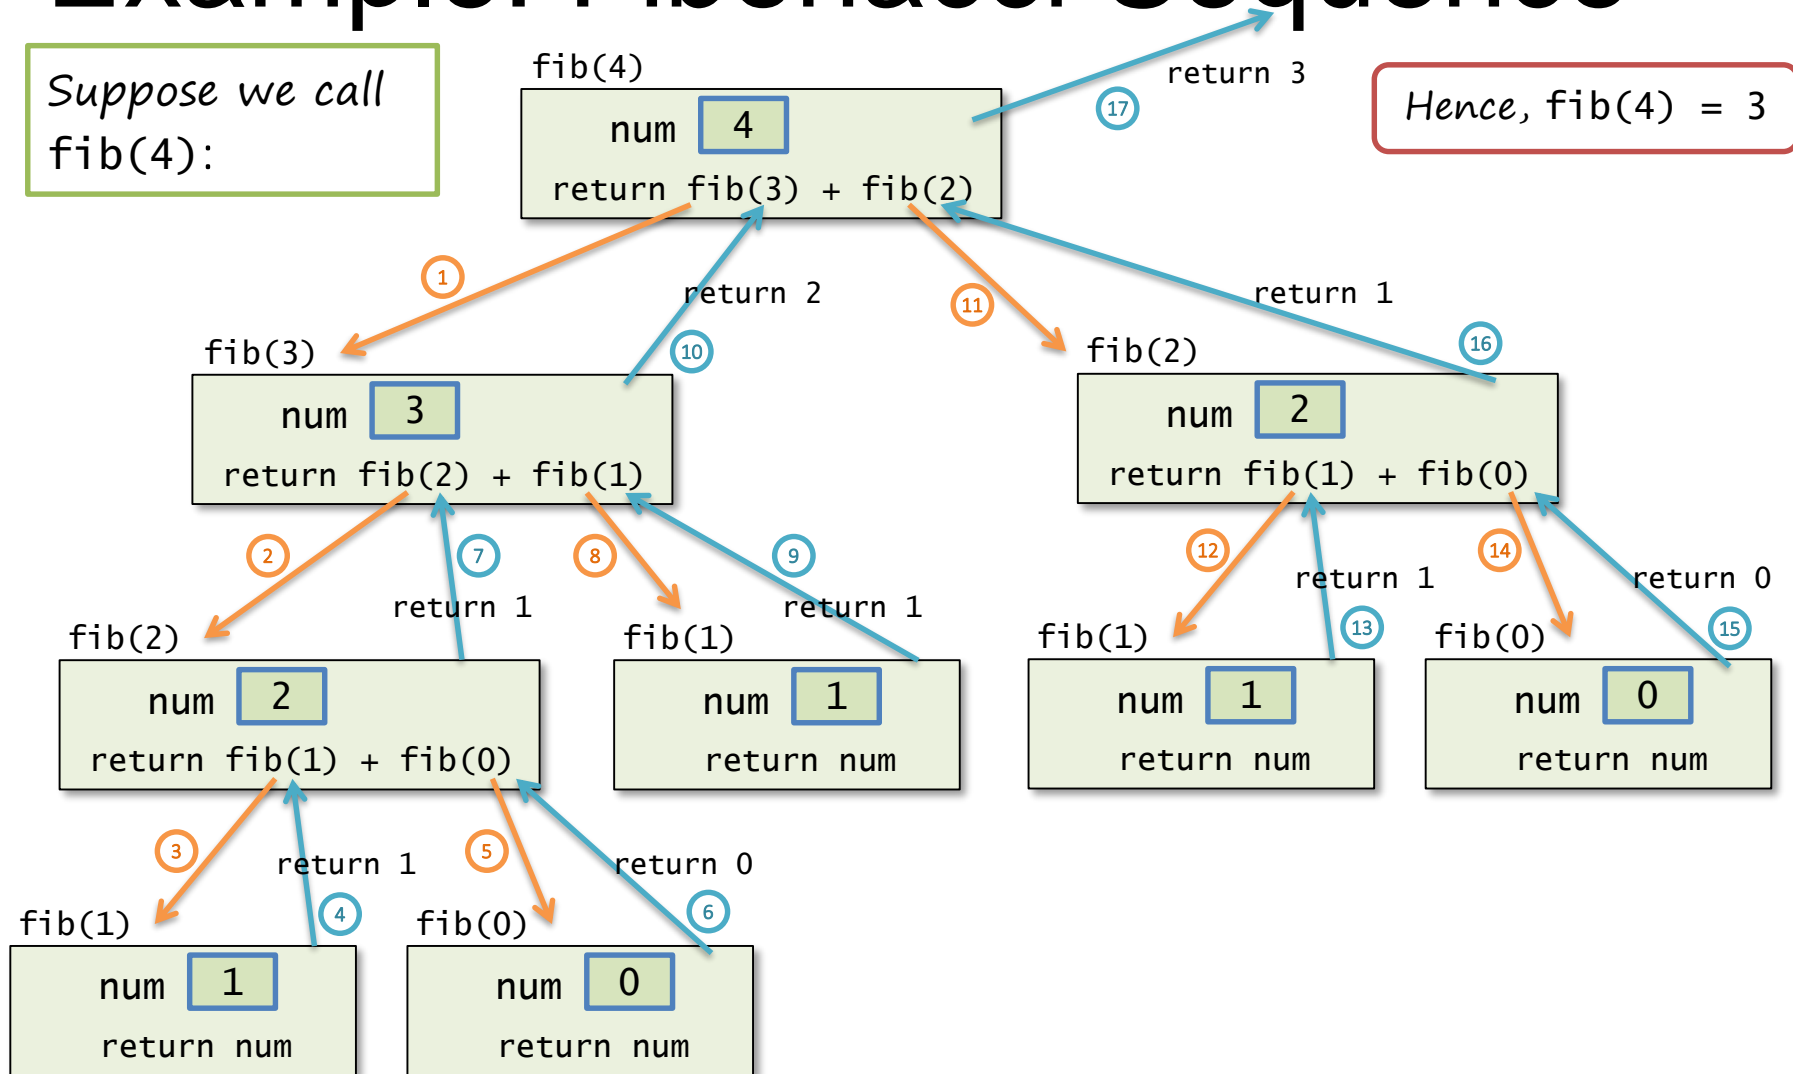 Example: Fibonacci Sequence
Suppose we call
fib(4):
fib(4)
num 4
return fib(3) + fib(2)
return 3
17
Hence, fib(4) = 3
1
return 2
10
11
return 1
16
fib(3)
num 3
return fib(2) + fib(1)
fib(2)
num 2
return fib(1) + fib(0)
2
7
return 1
8
9
return 1
12
return 1
13
14
return 0
15
fib(2)
num 2
return fib(1) + fib(0)
fib(1)
num 1
return num
fib(1)
num 1
return num
fib(0)
num 0
return num
3
return 1
4
5
return 0
6
fib(1)
num 1
return num
fib(0)
num 0
return num